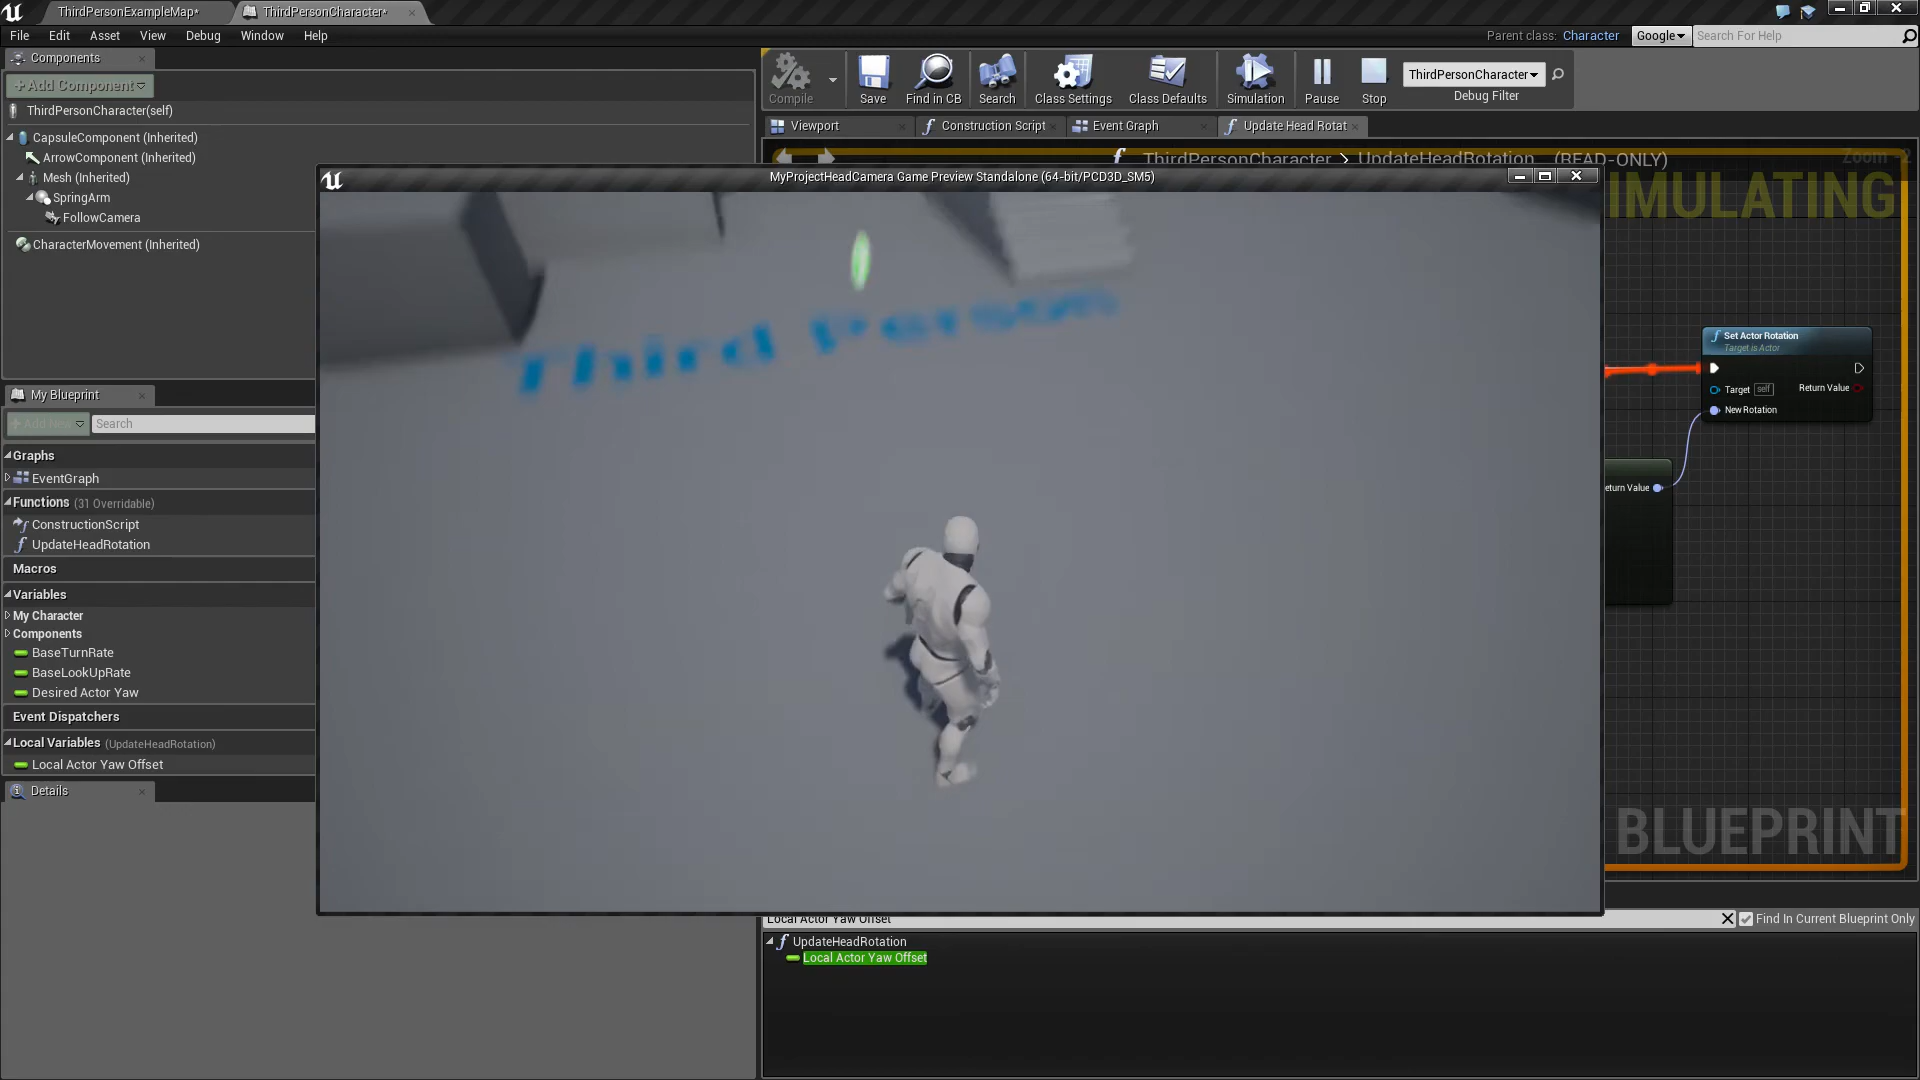 ThirdPersonExampleMap*
ThirdPersonCharacter*
File Edit Asset View Debug Window Help
Parent class: Character
Google
Search For Help
Components
+Add Component
ThirdPersonCharacter(self)
CapsuleComponent (Inherited)
ArrowComponent (Inherited)
Mesh (Inherited)
SpringArm
FollowCamera
CharacterMovement (Inherited)
Compile
Save
Find in CB
Search
Class Settings
Class Defaults
Simulation
Pause
Stop
ThirdPersonCharacter
Debug Filter
Viewport
Construction Script
Event Graph
Update Head Rotat
ThirdPersonCharacter > UpdateHeadRotation (READ-ONLY)
Zoom -2
IMULATING
MyProjectHeadCamera Game Preview Standalone (64-bit/PCD3D_SM5)
Third Person
Set Actor Rotation
Target is Actor
Target self
Return Value
New Rotation
eturn Value
BLUEPRINT
My Blueprint
+Add New
Search
Graphs
EventGraph
Functions (31 Overridable)
ConstructionScript
UpdateHeadRotation
Macros
Variables
My Character
Components
BaseTurnRate
BaseLookUpRate
Desired Actor Yaw
Event Dispatchers
Local Variables (UpdateHeadRotation)
Local Actor Yaw Offset
Details
Local Actor Yaw Offset
Find In Current Blueprint Only
UpdateHeadRotation
Local Actor Yaw Offset